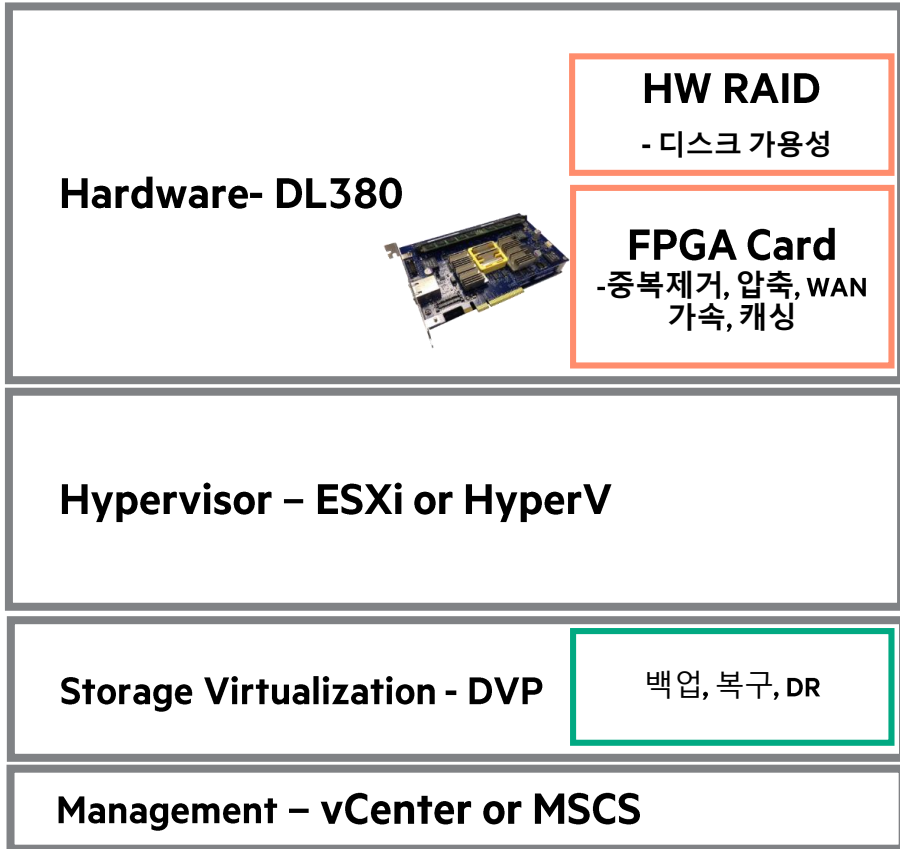 HW RAID
- 디스크 가용성
Hardware- DL380
FPGA Card
-중복제거, 압축, WAN
가속, 캐싱
Hypervisor – ESXi or HyperV
Storage Virtualization - DVP
백업, 복구, DR
Management – vCenter or MSCS